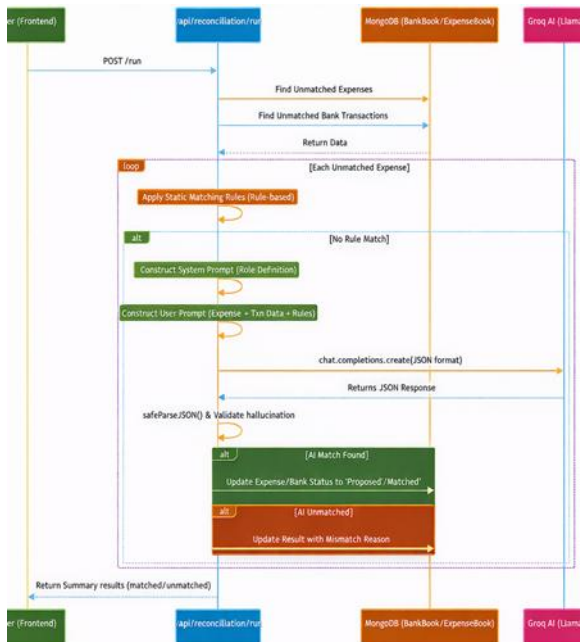 er (Frontend)
/api/reconciliation/run
MongoDB (BankBook/ExpenseBook)
Groq AI (Llama
POST /run
Find Unmatched Expenses
Find Unmatched Bank Transactions
Return Data
loop
[Each Unmatched Expense]
Apply Static Matching Rules (Rule-based)
alt
[No Rule Match]
Construct System Prompt (Role Definition)
Construct User Prompt (Expense + Txn Data + Rules)
chat.completions.create(JSON format)
Returns JSON Response
safeParseJSON() & Validate hallucination
alt
[AI Match Found]
Update Expense/Bank Status to 'Proposed'/Matched'
alt
[AI Unmatched]
Update Result with Mismatch Reason
Return Summary results (matched/unmatched)
er (Frontend)
/api/reconciliation/run
MongoDB (BankBook/ExpenseBook)
Groq AI (Llama